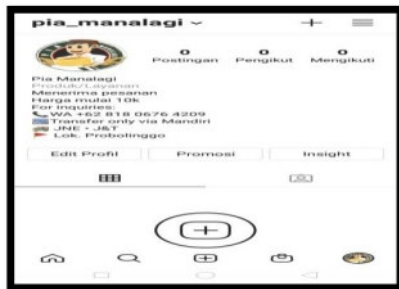 pia_manalagi
0 0 0
Postingan Pengikut Mengikuti
Pia Manalagi
Produk/Layanan
Menerima pesanan
Harga mulai 10k
For inquiries:
WA +62 818 0676 4209
Transfer only via Mandiri
JNE • J&T
Lok. Probolinggo
Edit Profil Promosi Insight